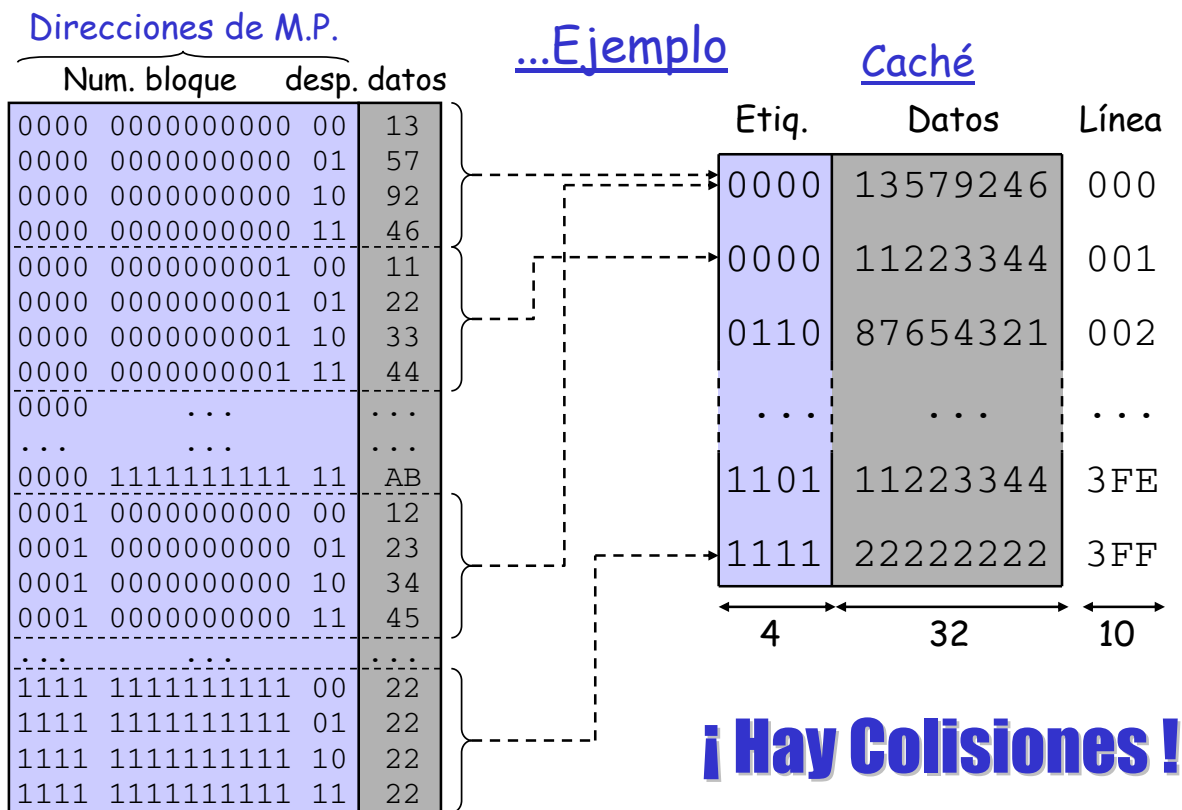 Direcciones de M.P.
...Ejemplo
Caché
Num. bloque desp. datos
0000 0000000000 00 13
0000 0000000000 01 57
0000 0000000000 10 92
0000 0000000000 11 46
0000 0000000001 00 11
0000 0000000001 01 22
0000 0000000001 10 33
0000 0000000001 11 44
0000 ... ...
... ... ...
0000 1111111111 11 AB
0001 0000000000 00 12
0001 0000000000 01 23
0001 0000000000 10 34
0001 0000000000 11 45
... ... ...
1111 1111111111 00 22
1111 1111111111 01 22
1111 1111111111 10 22
1111 1111111111 11 22
Etiq. Datos Línea
0000 13579246 000
0000 11223344 001
0110 87654321 002
... ... ...
1101 11223344 3FE
1111 22222222 3FF
4 32 10
¡ Hay Colisiones !